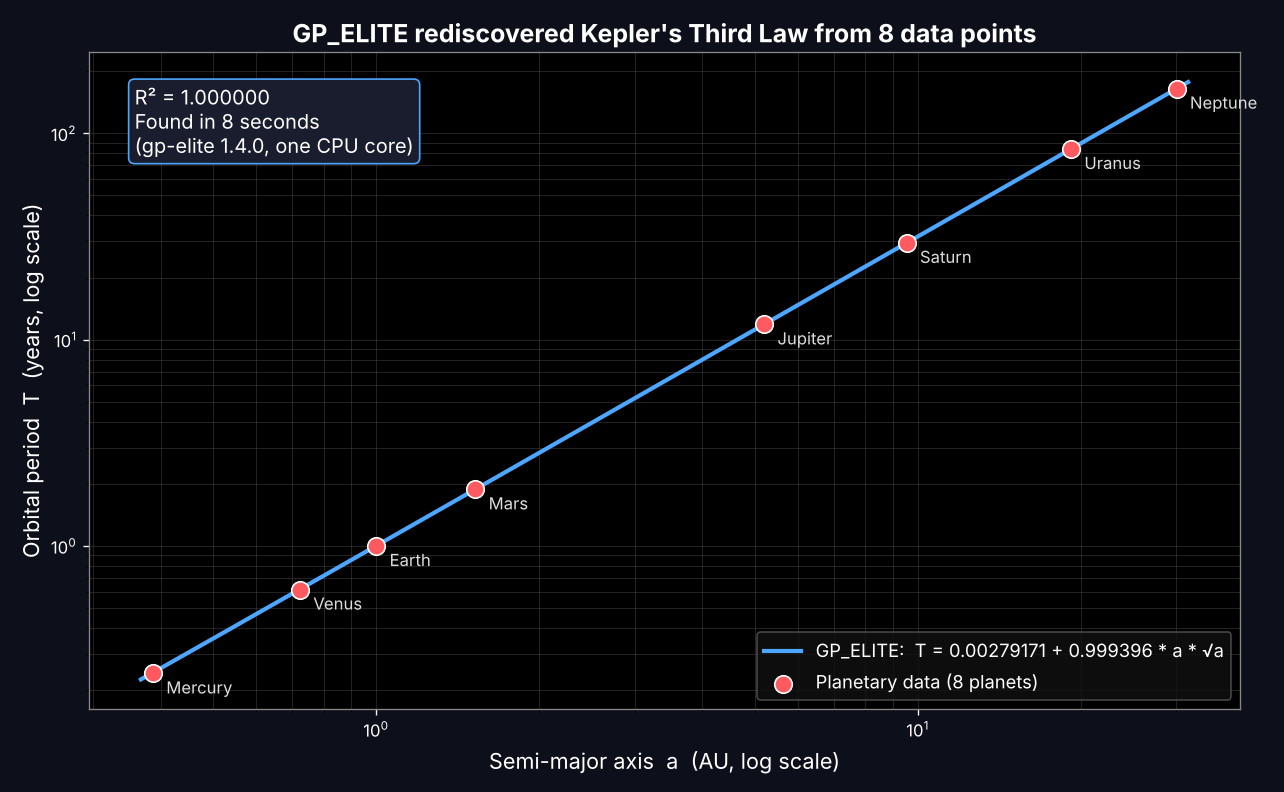 GP_ELITE rediscovered Kepler's Third Law from 8 data points
R² = 1.000000
Found in 8 seconds
(gp-elite 1.4.0, one CPU core)
Orbital period T (years, log scale)
10²
10¹
10⁰
Neptune
Uranus
Saturn
Jupiter
Mars
Earth
Venus
Mercury
GP_ELITE: T = 0.00279171 + 0.999396 * a * √a
Planetary data (8 planets)
10⁰
10¹
Semi-major axis a (AU, log scale)